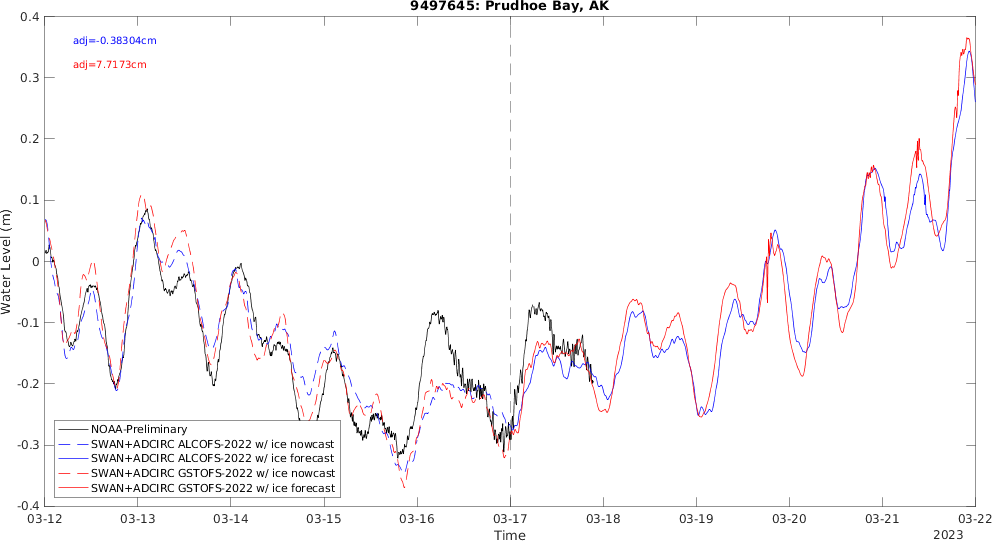 9497645: Prudhoe Bay, AK
0.4
adj=-0.38304cm
adj=7.7173cm
0.3
0.2
0.1
0
-0.1
-0.2
-0.3
-0.4
Water Level (m)
NOAA-Preliminary
SWAN+ADCIRC ALCOFS-2022 w/ ice nowcast
SWAN+ADCIRC ALCOFS-2022 w/ ice forecast
SWAN+ADCIRC GSTOFS-2022 w/ ice nowcast
SWAN+ADCIRC GSTOFS-2022 w/ ice forecast
03-12 03-13 03-14 03-15 03-16 03-17 03-18 03-19 03-20 03-21 03-22
Time
2023